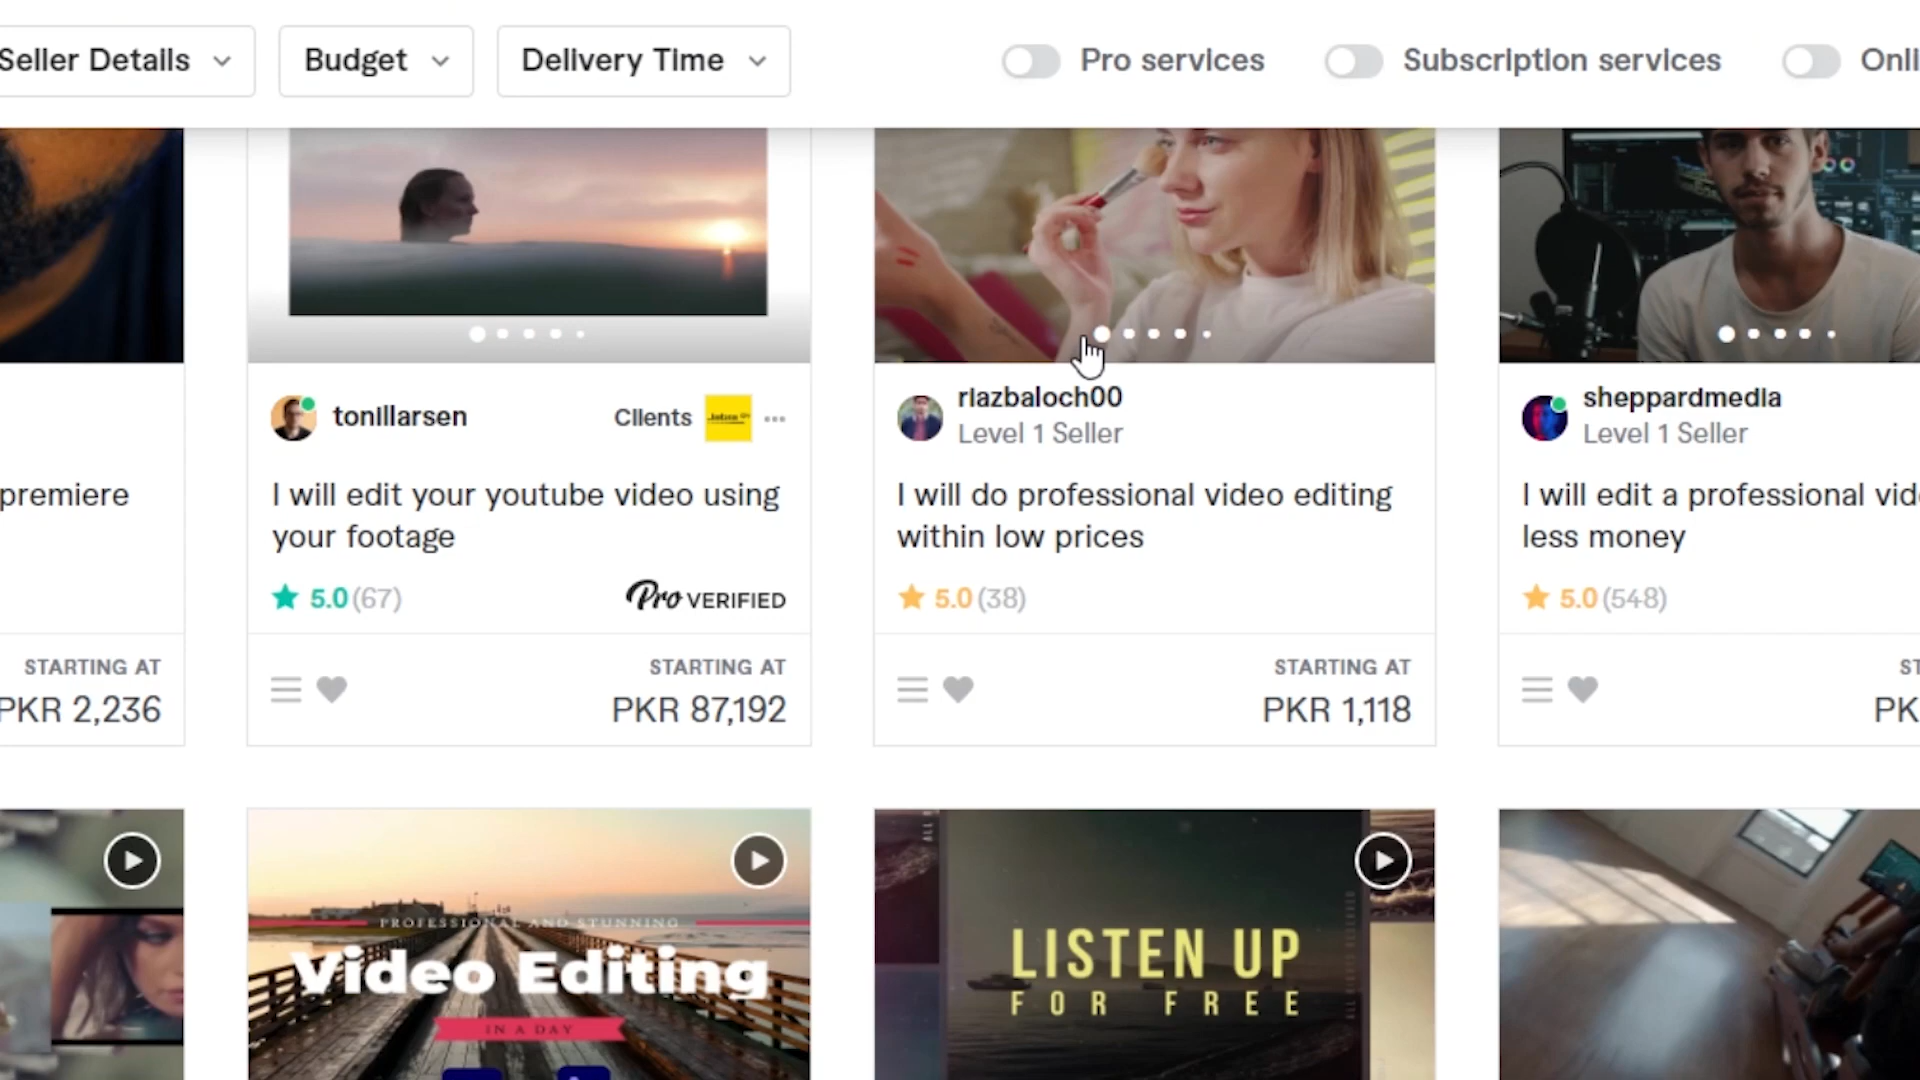 Seller Details
Budget
Delivery Time
Pro services
Subscription services
Onli
tonillarsen
Clients
riazbaloch00
Level 1 Seller
sheppardmedia
Level 1 Seller
premiere
I will edit your youtube video using
your footage
I will do professional video editing
within low prices
I will edit a professional vid
less money
5.0 (67)
Pro VERIFIED
5.0 (38)
5.0 (548)
STARTING AT
PKR 2,236
STARTING AT
PKR 87,192
STARTING AT
PKR 1,118
ST
PK
PROFESSIONAL AND STUNNING
Video Editing
IN A DAY
LISTEN UP
FOR FREE